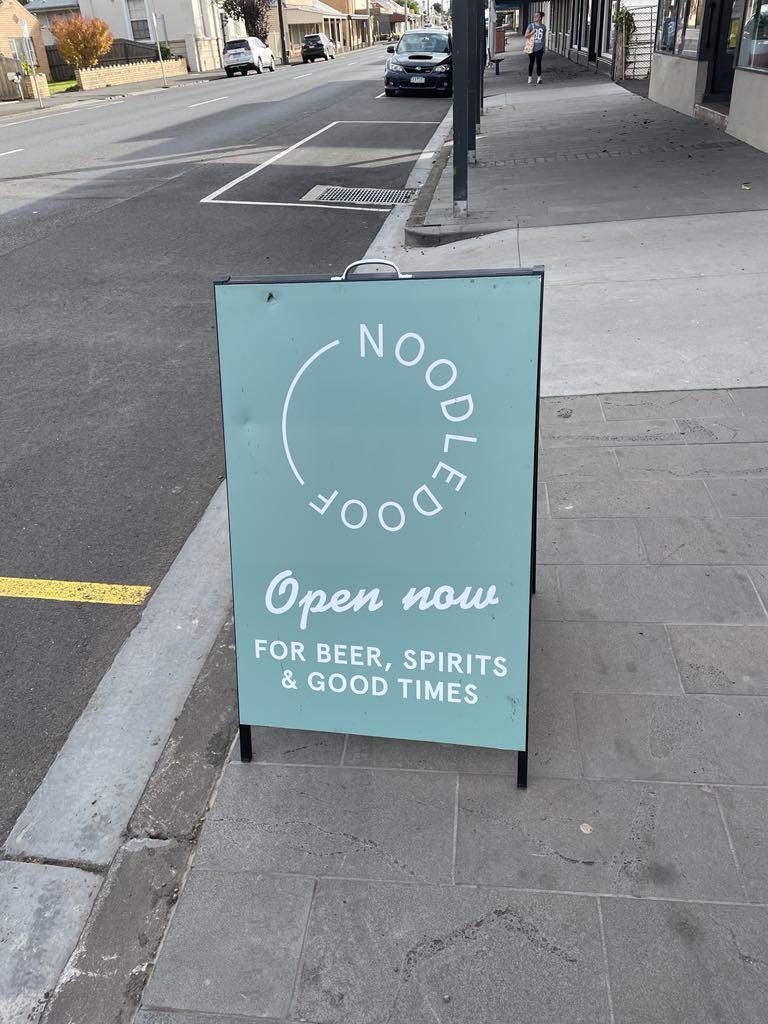 NOODLEDOOF
Open now
FOR BEER, SPIRITS
& GOOD TIMES